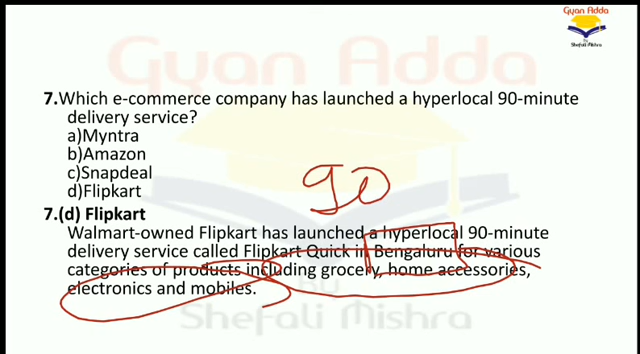 Gyan Adda
By
Shefali Mishra
Gyan Adda
7.Which e-commerce company has launched a hyperlocal 90-minute
delivery service?
a)Myntra
b)Amazon
c)Snapdeal
d)Flipkart
90
7.(d) Flipkart
Walmart-owned Flipkart has launched a hyperlocal 90-minute
delivery service called Flipkart Quick in Bengaluru for various
categories of products including grocery, home accessories,
electronics and mobiles.
By
Shefali Mishra